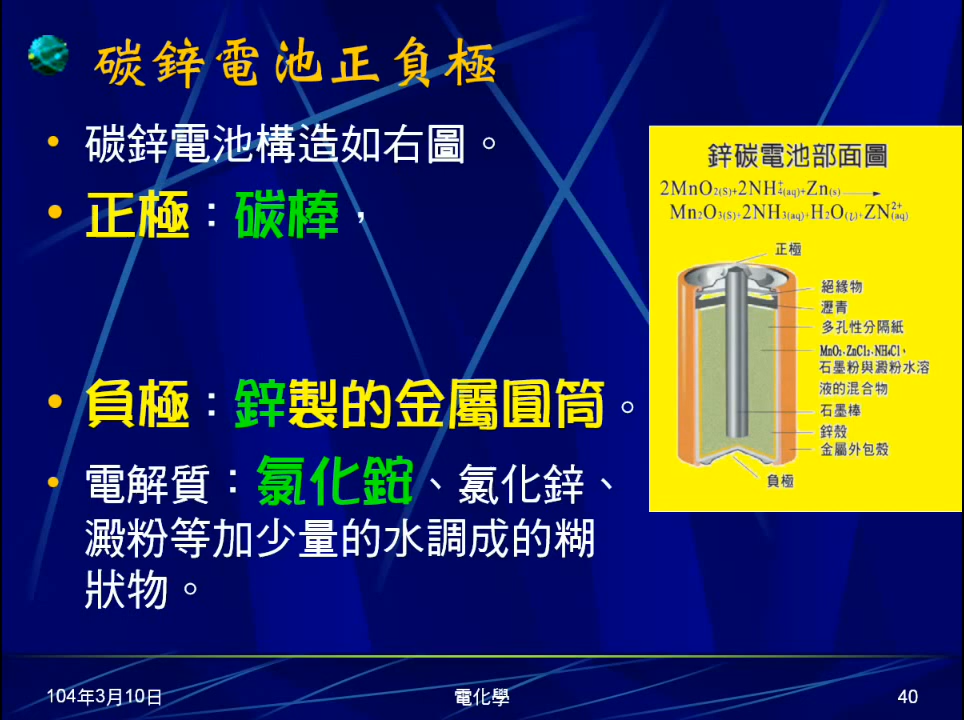 碳鋅電池正負極
• 碳鋅電池構造如右圖。
• 正極：碳棒，
• 負極：鋅製的金屬圓筒。
• 電解質：氯化銨、氯化鋅、
澱粉等加少量的水調成的糊
狀物。
鋅碳電池部面圖
2MnO2(S)+2NH4+(aq)+Zn(s)→
Mn2O3(S)+2NH3(aq)+H2O(l)+ZN2+(aq)
正極
絕緣物
瀝青
多孔性分隔紙
MnO2、ZnCl2、NH4Cl，
石墨粉與澱粉水溶
液的混合物
石墨棒
鋅殼
金屬外包殼
負極
104年3月10日
電化學
40